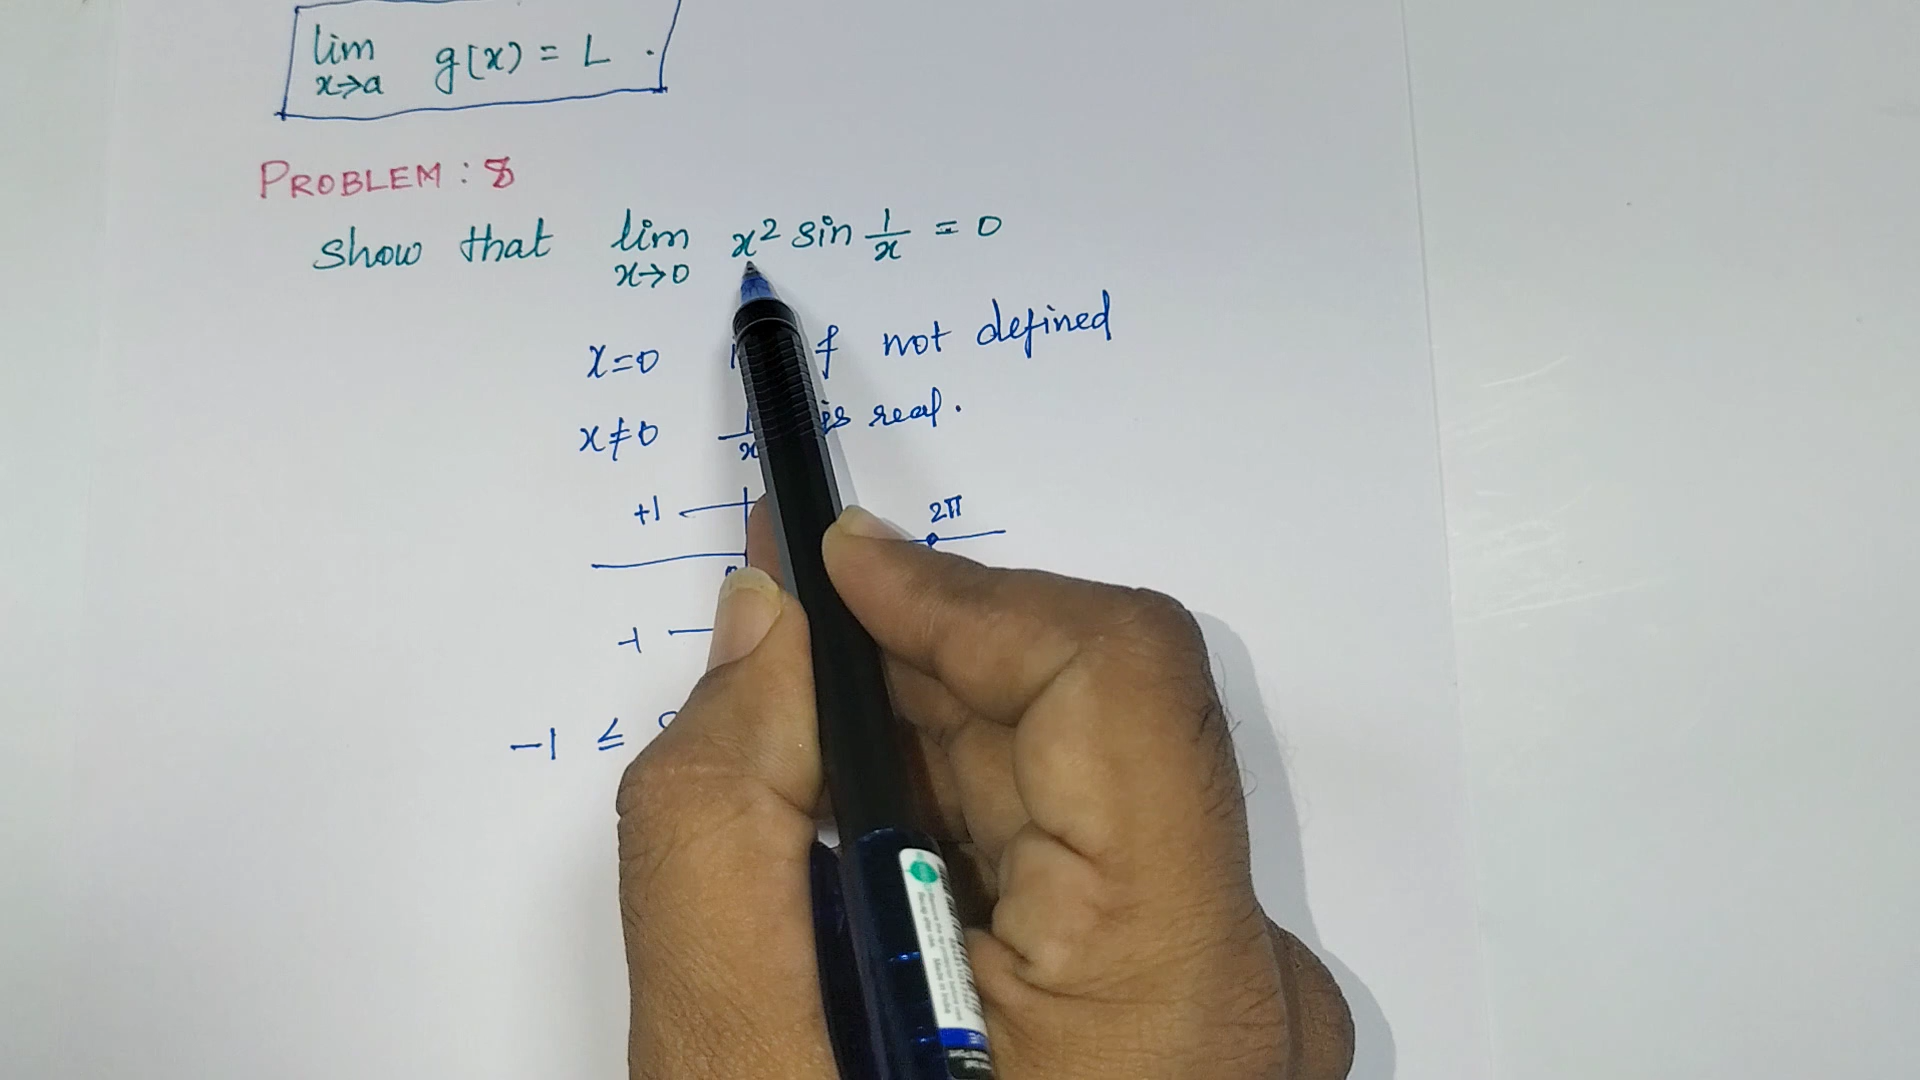 lim g(x) = L .
x→a
PROBLEM : 8
Show that lim x² sin 1/x = 0
x→0
x=0 not defined
x≠0 1/x is real.
+1
2π
-1
-1 ≤